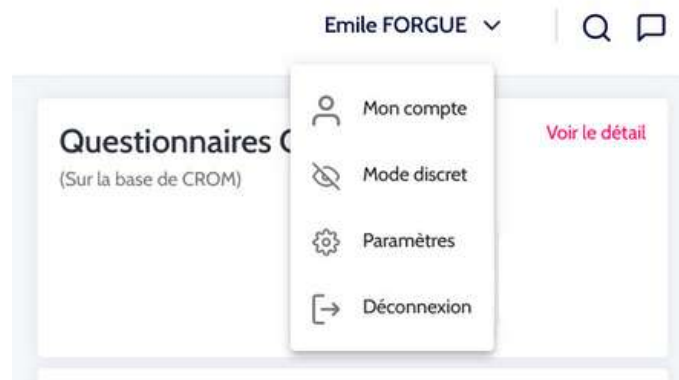 Emile FORGUE
Mon compte
Questionnaires
Voir le détail
(Sur la base de CROM)
Mode discret
Paramètres
Déconnexion